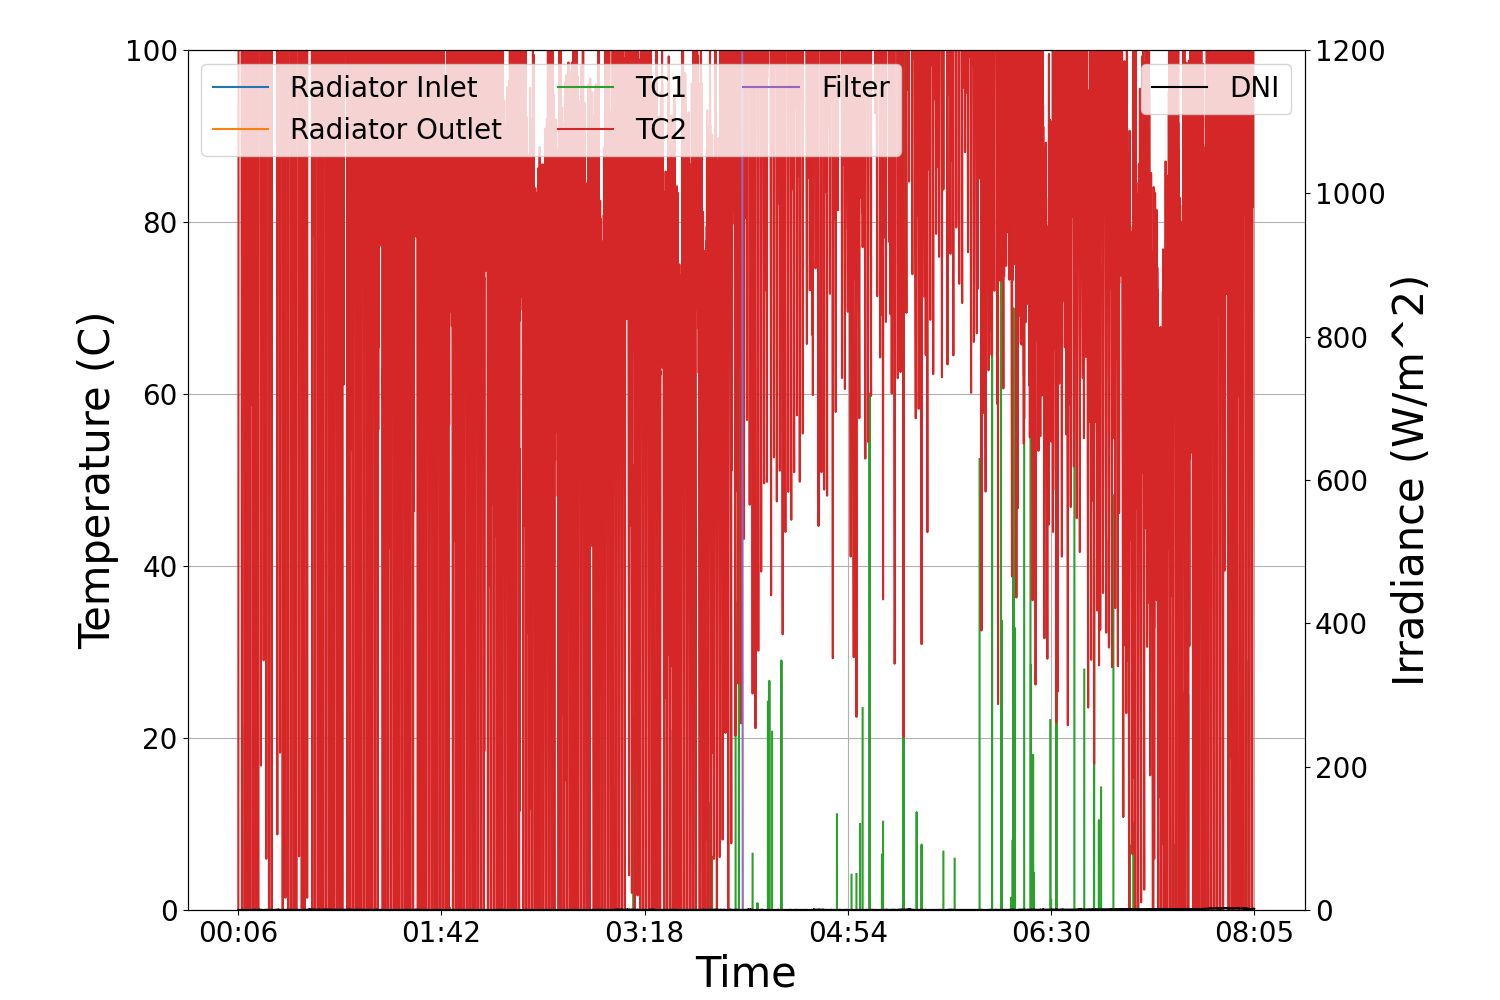 100
80
60
40
20
0
1200
1000
800
600
400
200
0
Radiator Inlet
Radiator Outlet
TC1
TC2
Filter
DNI
Temperature (C)
Irradiance (W/m^2)
00:06 01:42 03:18 04:54 06:30 08:05
Time